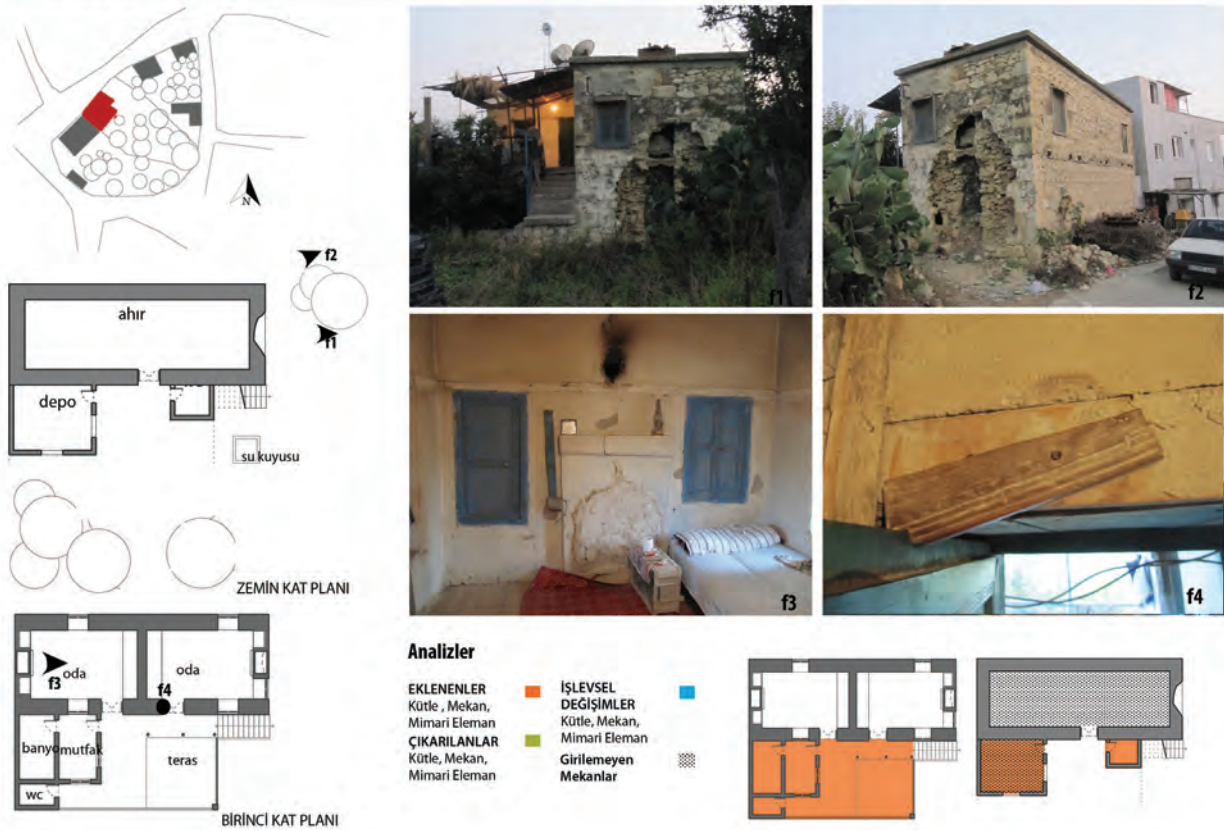 N
f2
f1
ahır
depo
su kuyusu
ZEMİN KAT PLANI
oda
oda
f3
f4
banyo
mutfak
teras
wc
BİRİNCİ KAT PLANI
f1
f2
f3
f4
Analizler
EKLENENLER
Kütle , Mekan,
Mimari Eleman
ÇIKARILANLAR
Kütle, Mekan,
Mimari Eleman
İŞLEVSEL
DEĞİŞİMLER
Kütle, Mekan,
Mimari Eleman
Girilemeyen
Mekanlar